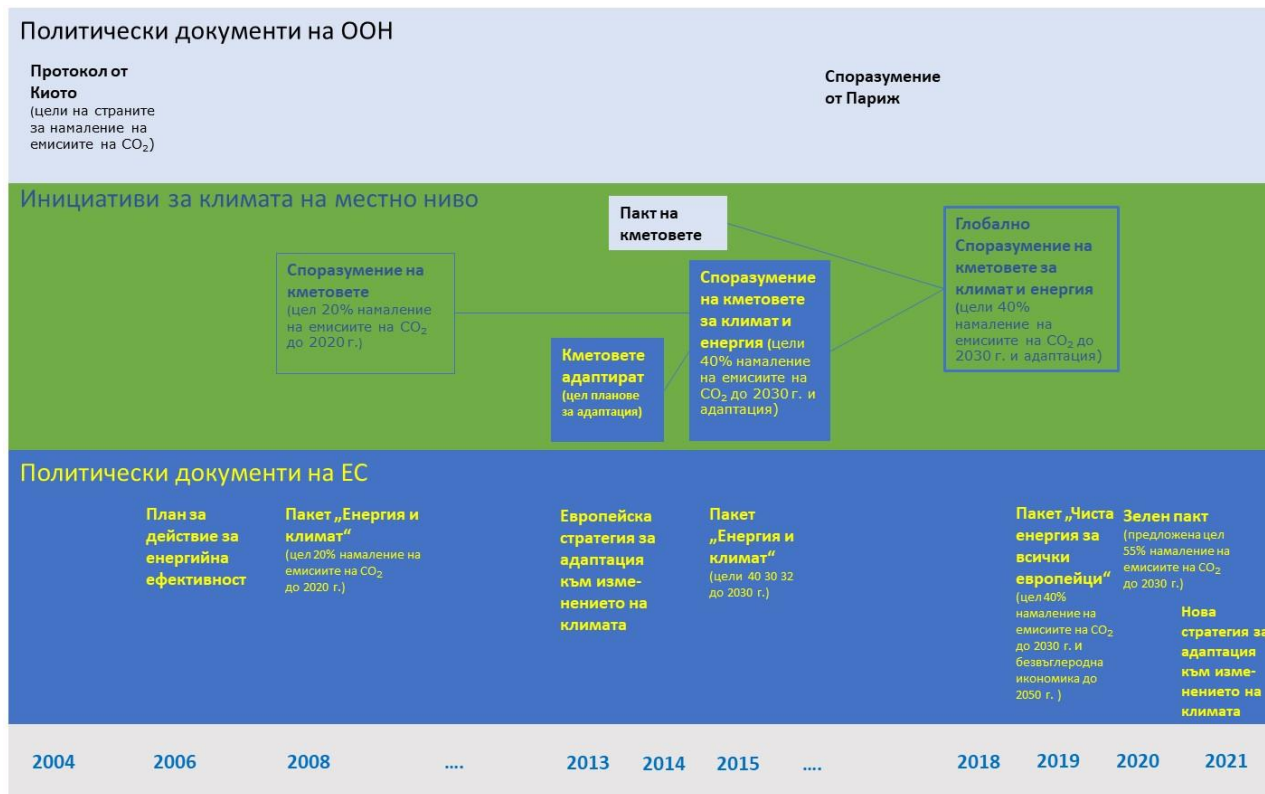 Политически документи на ООН
Протокол от
Киото
(цели на страните
за намаление на
емисиите на CO₂)
Споразумение
от Париж
Инициативи за климата на местно ниво
Споразумение на
кметовете
(цел 20% намаление
на емисиите на CO₂
до 2020 г.)
Кметовете
адаптират
(цел планове
за адаптация)
Пакт на
кметовете
Споразумение
на кметовете
за климат и
енергия (цели
40% намаление
на емисиите на
CO₂ до 2030 г. и
адаптация)
Глобално
Споразумение на
кметовете за
климат и енергия
(цели 40%
намаление на
емисиите на CO₂ до
2030 г. и адаптация)
Политически документи на ЕС
План за
действие за
енергийна
ефективност
Пакет „Енергия и
климат“
(цел 20% намаление на
емисиите на CO₂
до 2020 г.)
Европейска
стратегия за
адаптация
към изме-
нението на
климата
Пакет
„Енергия и
климат“
(цели 40 30 32
до 2030 г.)
Пакет „Чиста
енергия за
всички
европейци“
(цел 40%
намаление на
емисиите на CO₂
до 2030 г. и
безвъглеродна
икономика до
2050 г. )
Зелен пакт
(предложена цел
55% намаление на
емисиите на CO₂
до 2030 г.)
Нова
стратегия за
адаптация
към изме-
нението на
климата
2004 2006 2008 .... 2013 2014 2015 .... 2018 2019 2020 2021